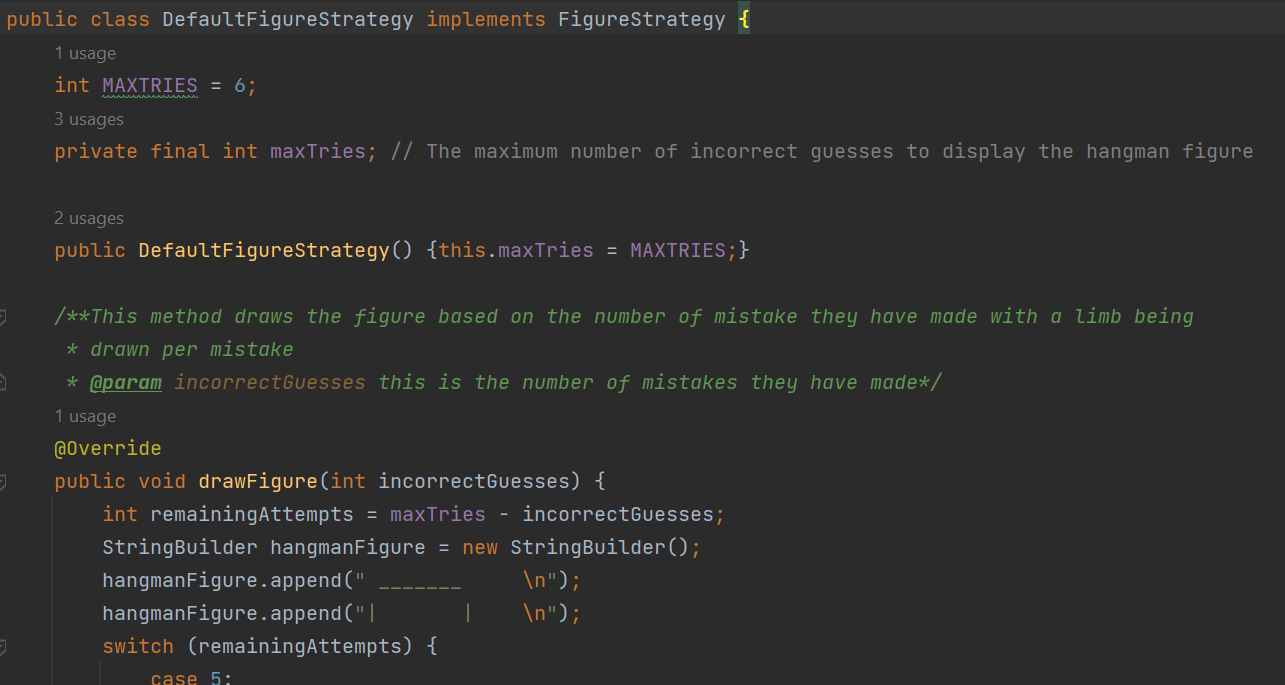 public class DefaultFigureStrategy implements FigureStrategy {
1 usage
int MAXTRIES = 6;
3 usages
private final int maxTries; // The maximum number of incorrect guesses to display the hangman figure
2 usages
public DefaultFigureStrategy() {this.maxTries = MAXTRIES;}
/**This method draws the figure based on the number of mistake they have made with a limb being
* drawn per mistake
* @param incorrectGuesses this is the number of mistakes they have made*/
1 usage
@Override
public void drawFigure(int incorrectGuesses) {
int remainingAttempts = maxTries - incorrectGuesses;
StringBuilder hangmanFigure = new StringBuilder();
hangmanFigure.append(" _______     \n");
hangmanFigure.append("|       |    \n");
switch (remainingAttempts) {
case 5: